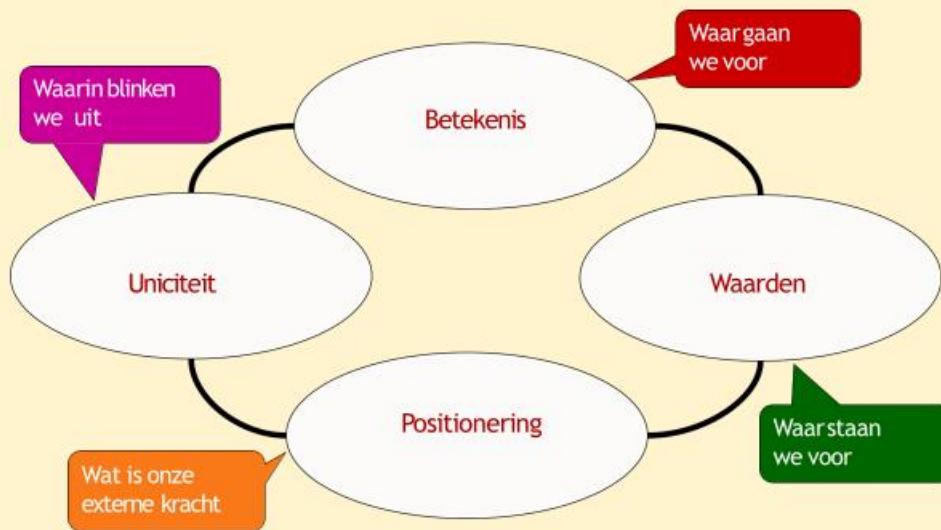 Waar gaan
we voor
Waarin blinken
we uit
Betekenis
Uniciteit
Waarden
Positionering
Waar staan
we voor
Wat is onze
externe kracht